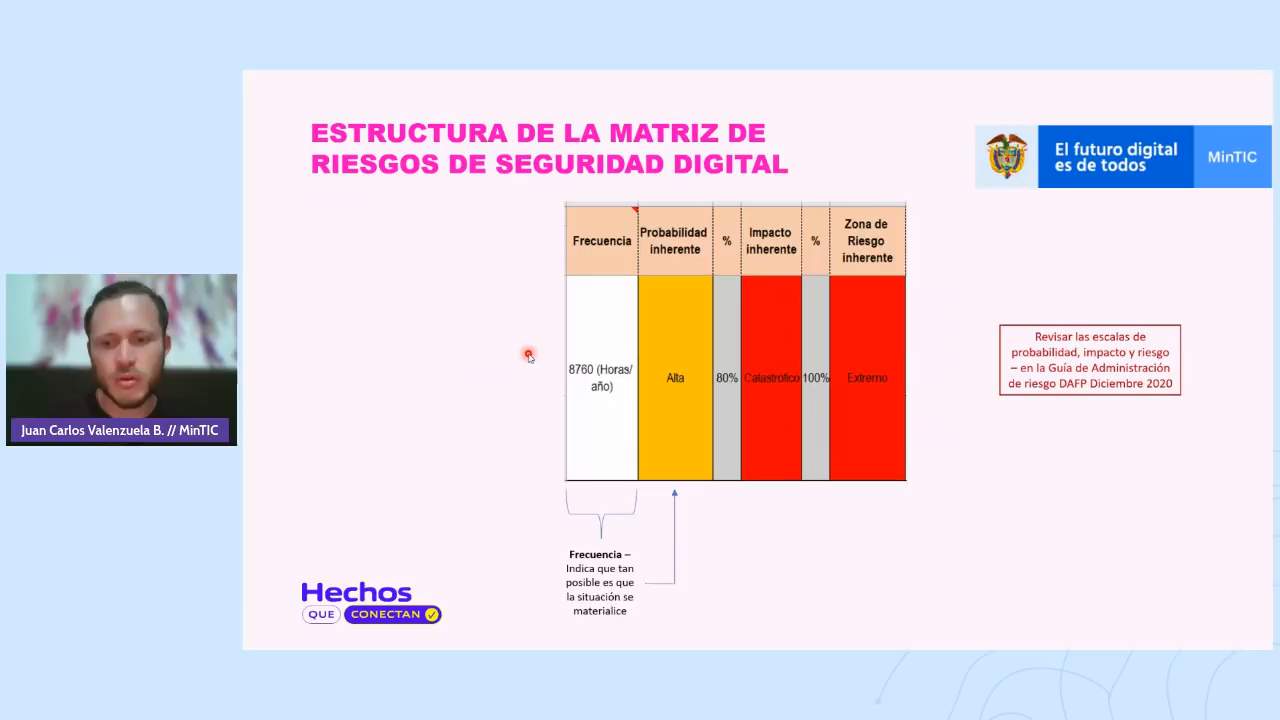 ESTRUCTURA DE LA MATRIZ DE
RIESGOS DE SEGURIDAD DIGITAL
El futuro digital
es de todos
MinTIC
Frecuencia
Probabilidad
inherente
%
Impacto
inherente
%
Zona de
Riesgo
inherente
8760 (Horas/
año)
Alta
80%
Catastrófico
100%
Extremo
Revisar las escalas de
probabilidad, impacto y riesgo
– en la Guía de Administración
de riesgo DAFP Diciembre 2020
Juan Carlos Valenzuela B. // MinTIC
Frecuencia –
Indica que tan
posible es que
la situación se
materialice
Hechos
QUE CONECTAN